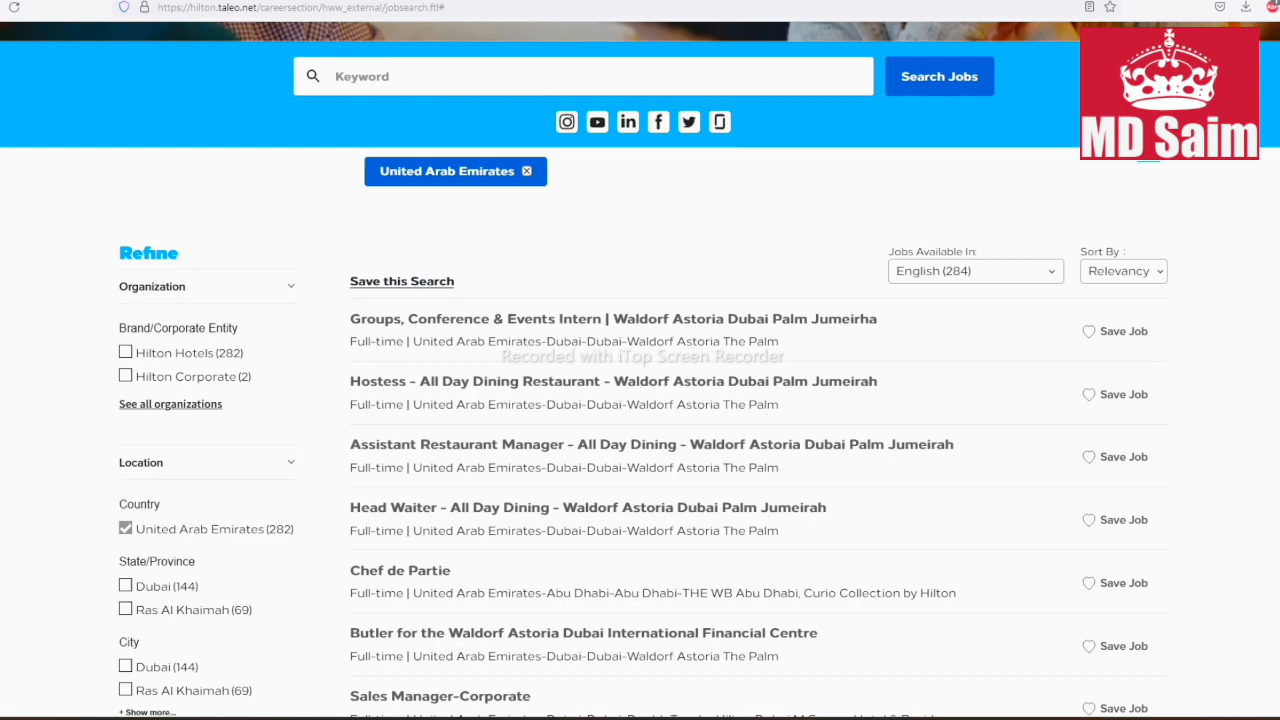 https://hilton.taleo.net/careersection/hww_external/jobsearch.ftl#
Keyword
Search Jobs
MD Saim
United Arab Emirates
Refine
Jobs Available In:
Sort By :
English (284)
Relevancy
Organization
Save this Search
Brand/Corporate Entity
Hilton Hotels (282)
Hilton Corporate (2)
See all organizations
Location
Country
United Arab Emirates (282)
State/Province
Dubai (144)
Ras Al Khaimah (69)
City
Dubai (144)
Ras Al Khaimah (69)
+ Show more...
Groups, Conference & Events Intern | Waldorf Astoria Dubai Palm Jumeirha
Full-time | United Arab Emirates-Dubai-Dubai-Waldorf Astoria The Palm
Save Job
Recorded with iTop Screen Recorder
Hostess - All Day Dining Restaurant - Waldorf Astoria Dubai Palm Jumeirah
Full-time | United Arab Emirates-Dubai-Dubai-Waldorf Astoria The Palm
Save Job
Assistant Restaurant Manager - All Day Dining - Waldorf Astoria Dubai Palm Jumeirah
Full-time | United Arab Emirates-Dubai-Dubai-Waldorf Astoria The Palm
Save Job
Head Waiter - All Day Dining - Waldorf Astoria Dubai Palm Jumeirah
Full-time | United Arab Emirates-Dubai-Dubai-Waldorf Astoria The Palm
Save Job
Chef de Partie
Full-time | United Arab Emirates-Abu Dhabi-Abu Dhabi-THE WB Abu Dhabi, Curio Collection by Hilton
Save Job
Butler for the Waldorf Astoria Dubai International Financial Centre
Full-time | United Arab Emirates-Dubai-Dubai-Waldorf Astoria The Palm
Save Job
Sales Manager-Corporate
Save Job